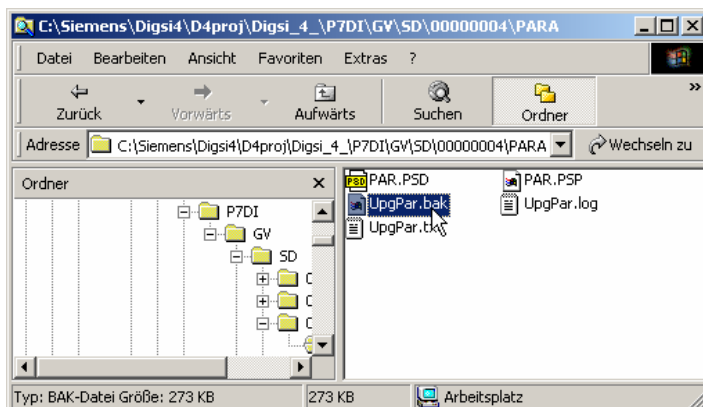 C:\Siemens\Digsi4\D4proj\Digsi_4_\P7DI\GV\SD\00000004\PARA
Datei Bearbeiten Ansicht Favoriten Extras ?
Zurück Vorwärts Aufwärts Suchen Ordner »
Adresse C:\Siemens\Digsi4\D4proj\Digsi_4_\P7DI\GV\SD\00000004\PARA Wechseln zu
Ordner
P7DI
GV
SD
PSD PAR.PSD PAR.PSP
UpgPar.bak UpgPar.log
Typ: BAK-Datei Größe: 273 KB 273 KB Arbeitsplatz